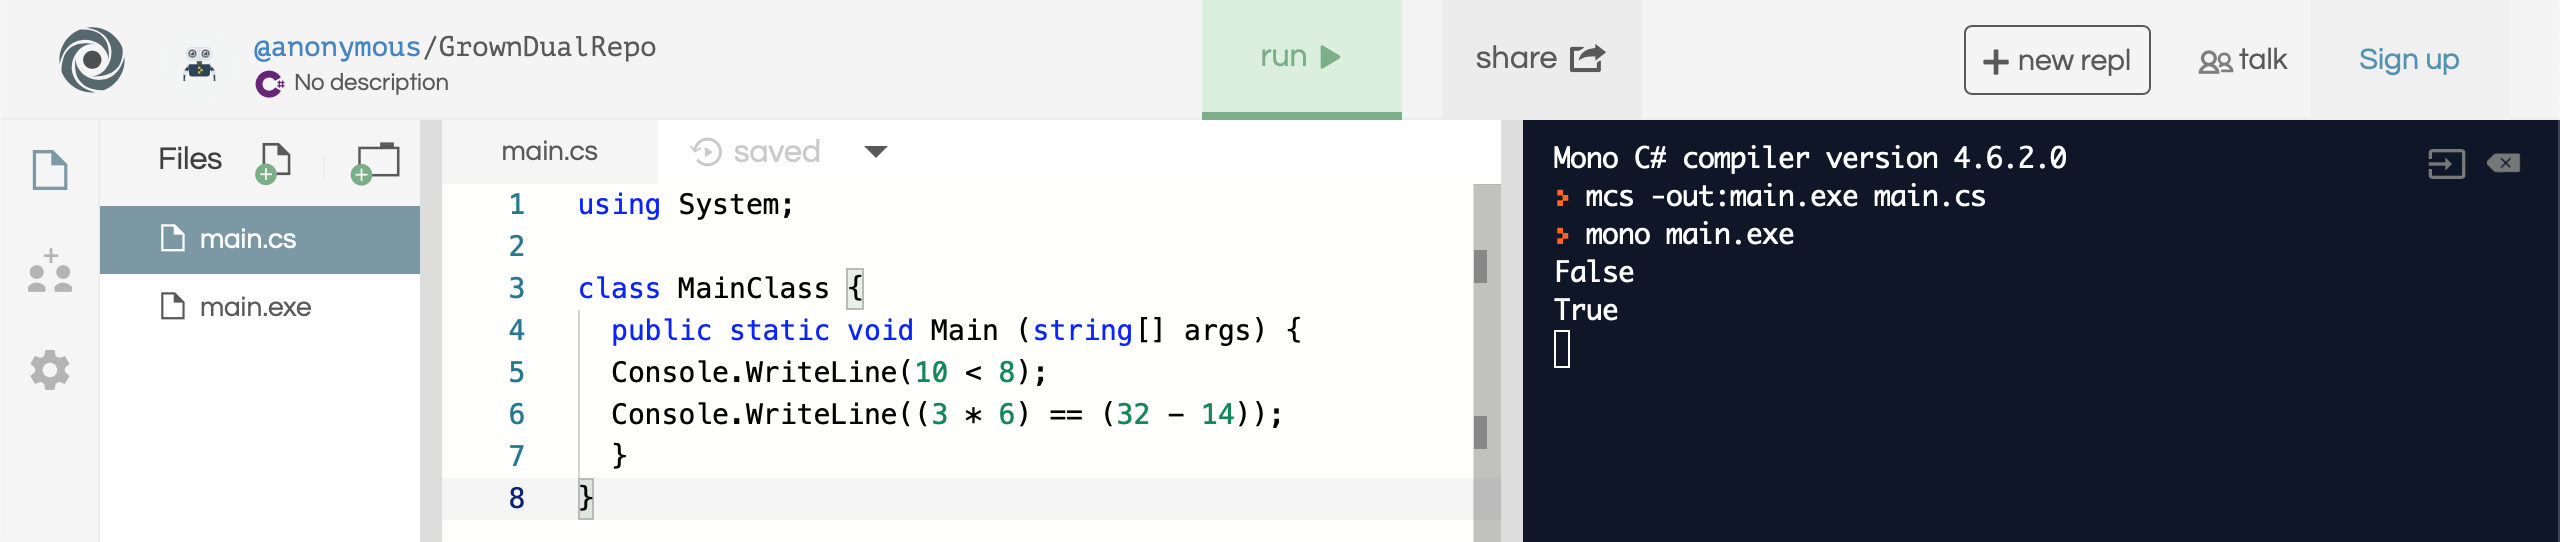 @anonymous/GrownDualRepo
No description
run
share
+ new repl
talk
Sign up
Files
main.cs
main.exe
main.cs
saved
1 using System;
2
3 class MainClass {
4 public static void Main (string[] args) {
5 Console.WriteLine(10 < 8);
6 Console.WriteLine((3 * 6) == (32 - 14));
7 }
8 }
Mono C# compiler version 4.6.2.0
mcs -out:main.exe main.cs
mono main.exe
False
True